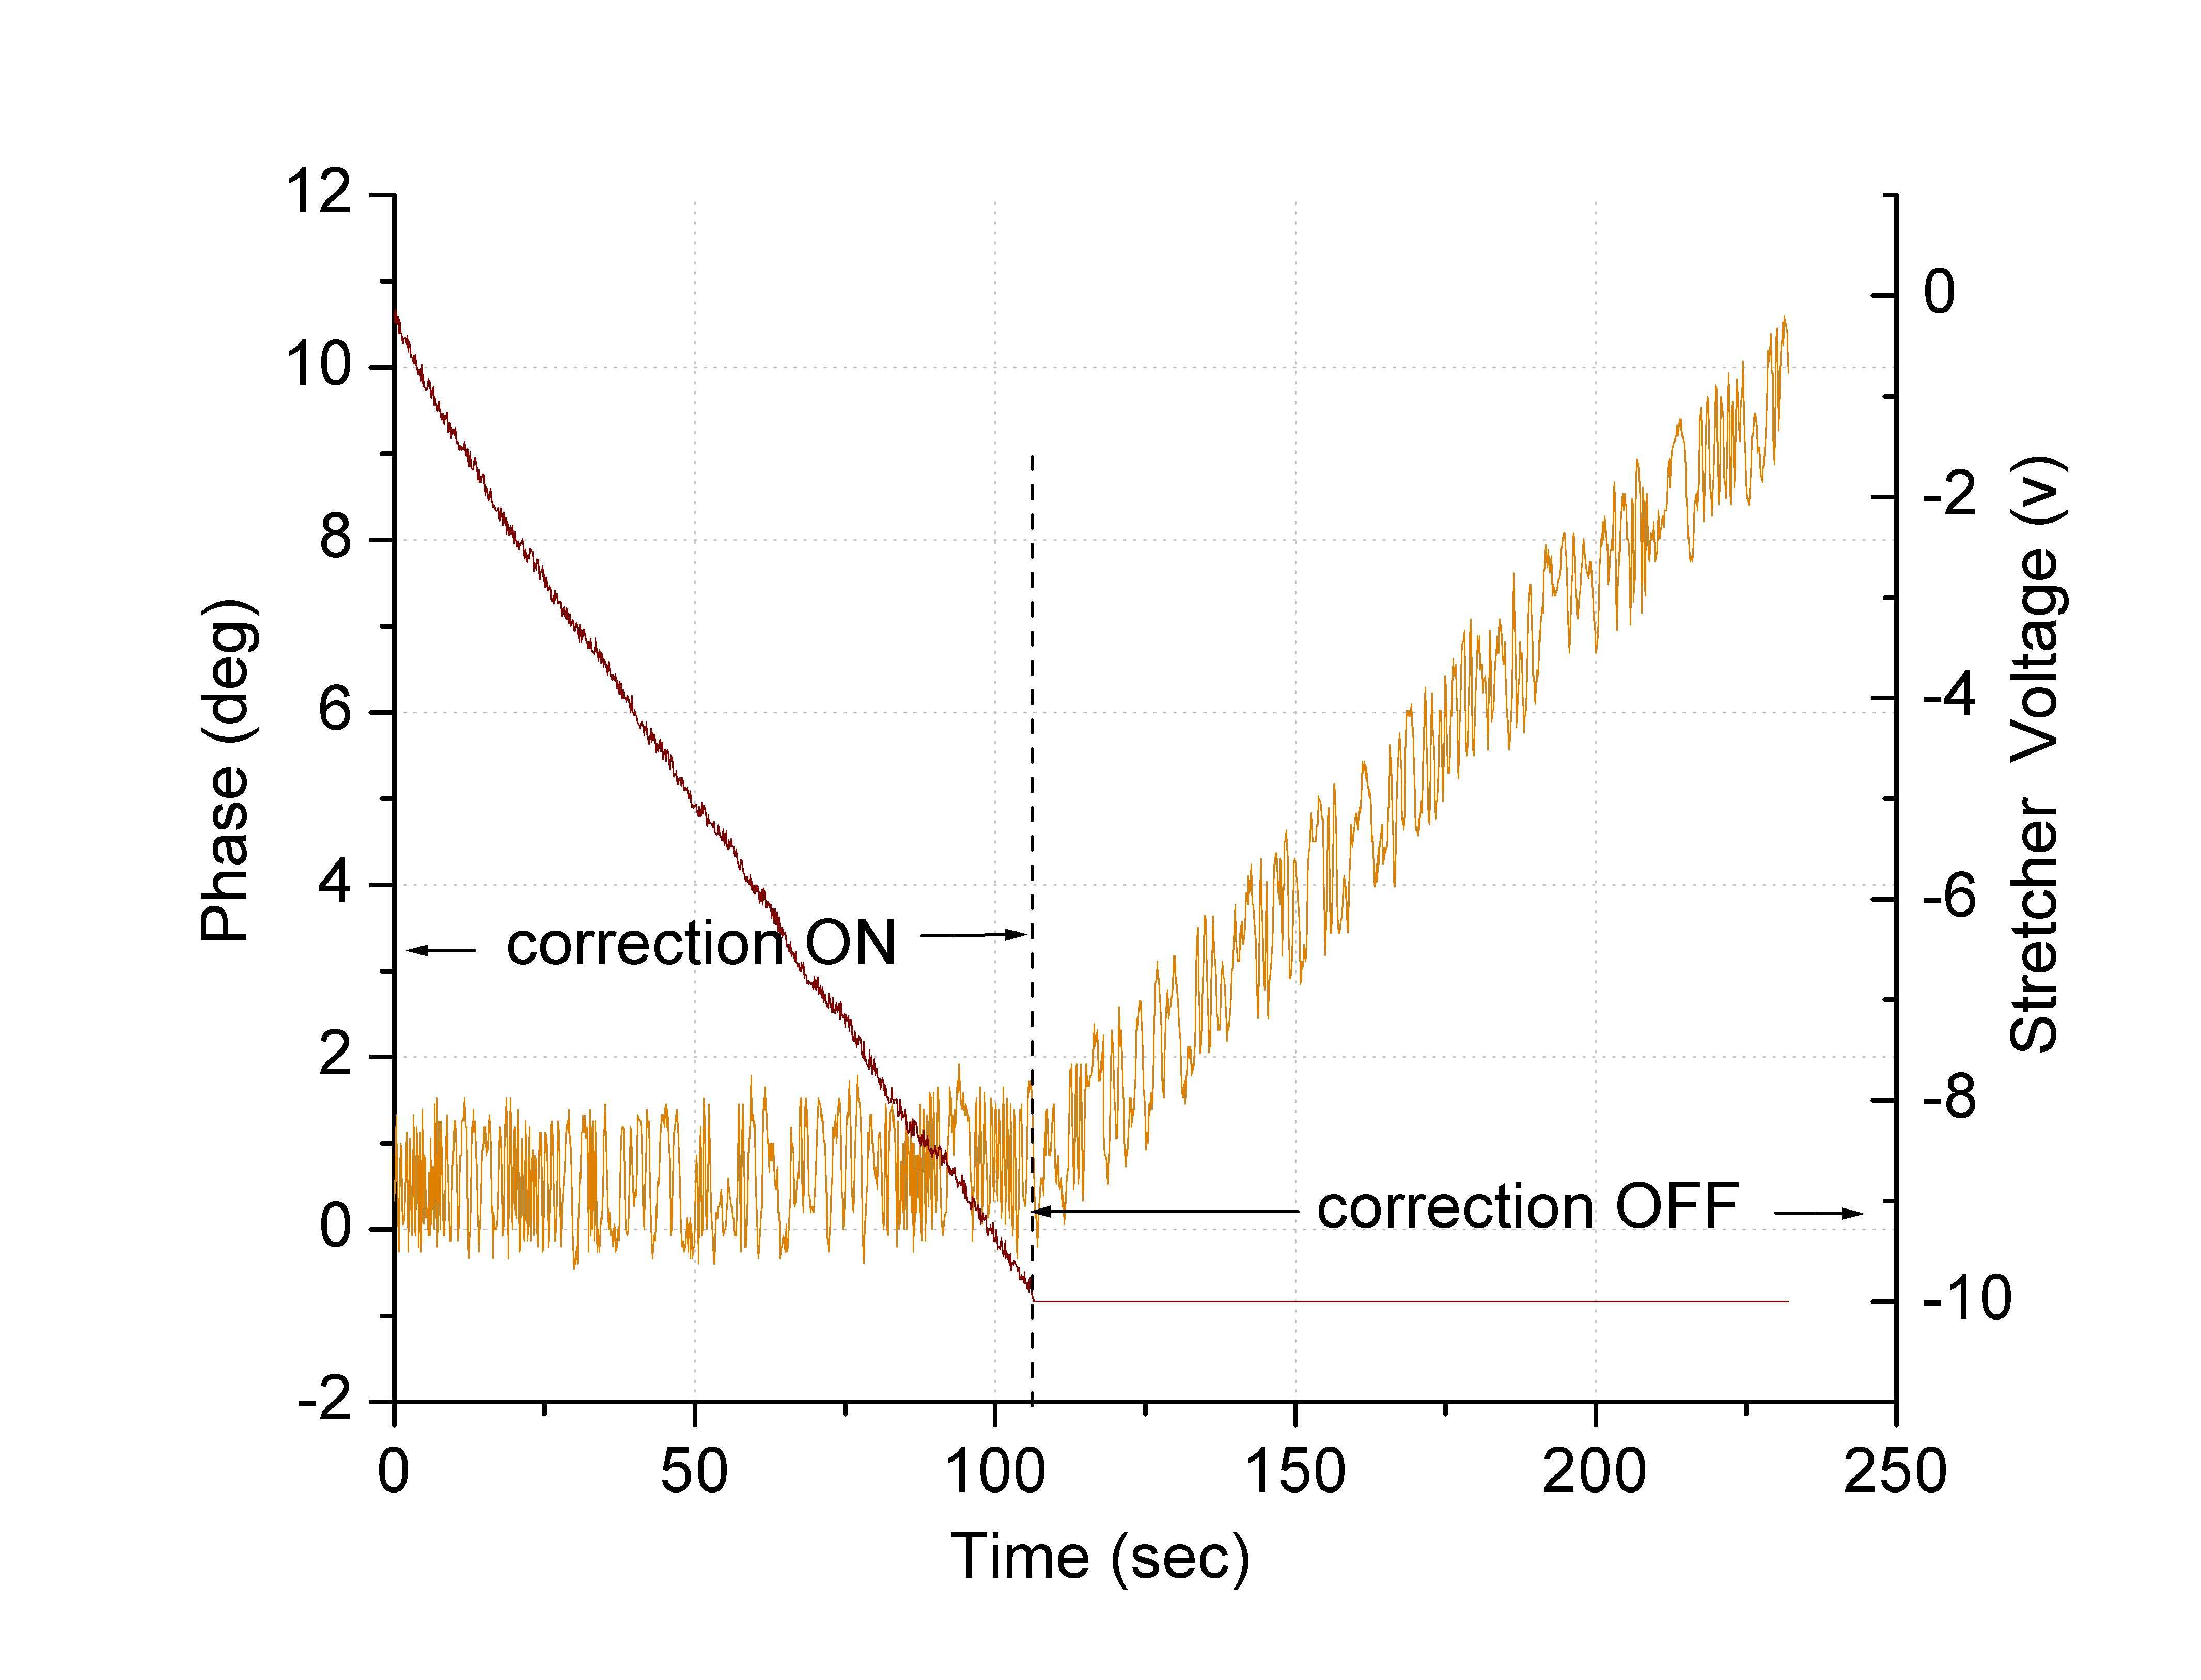 12
10
8
6
4
2
0
-2
Phase (deg)
0
-2
-4
-6
-8
-10
Stretcher Voltage (v)
correction ON
correction OFF
0 50 100 150 200 250
Time (sec)